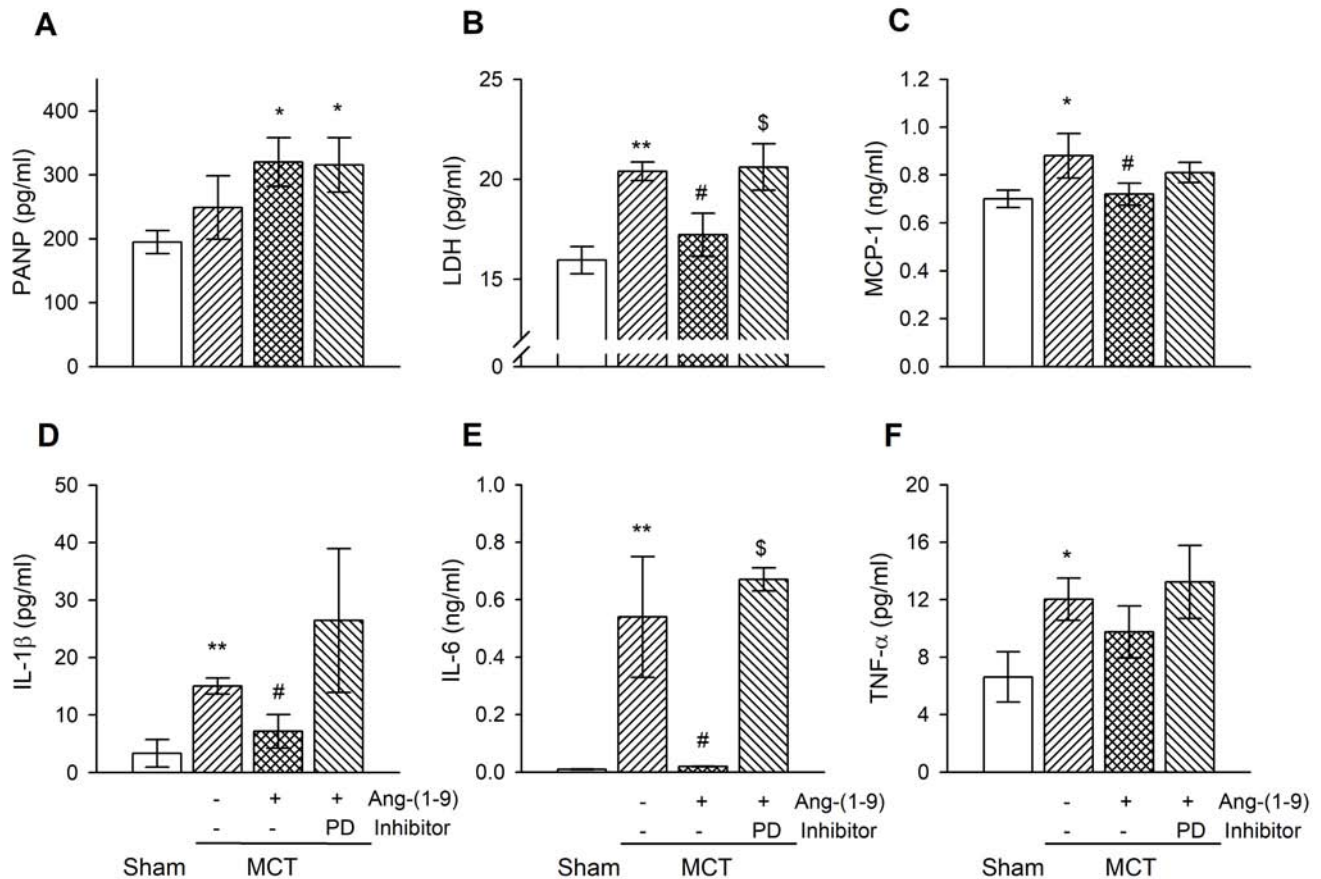 A
PANP (pg/ml)
400
300
200
100
0
*
*
B
LDH (pg/ml)
25
20
15
0
**
#
$
C
MCP-1 (ng/ml)
1.2
1.0
0.8
0.6
0.4
0.2
0.0
*
#
D
IL-1β (pg/ml)
50
40
30
20
10
0
**
#
E
IL-6 (ng/ml)
1.0
0.8
0.6
0.4
0.2
0.0
**
#
$
F
TNF-α (pg/ml)
20
16
12
8
4
0
*
- + + Ang-(1-9)
- - PD Inhibitor
Sham MCT
- + + Ang-(1-9)
- - PD Inhibitor
Sham MCT
- + + Ang-(1-9)
- - PD Inhibitor
Sham MCT